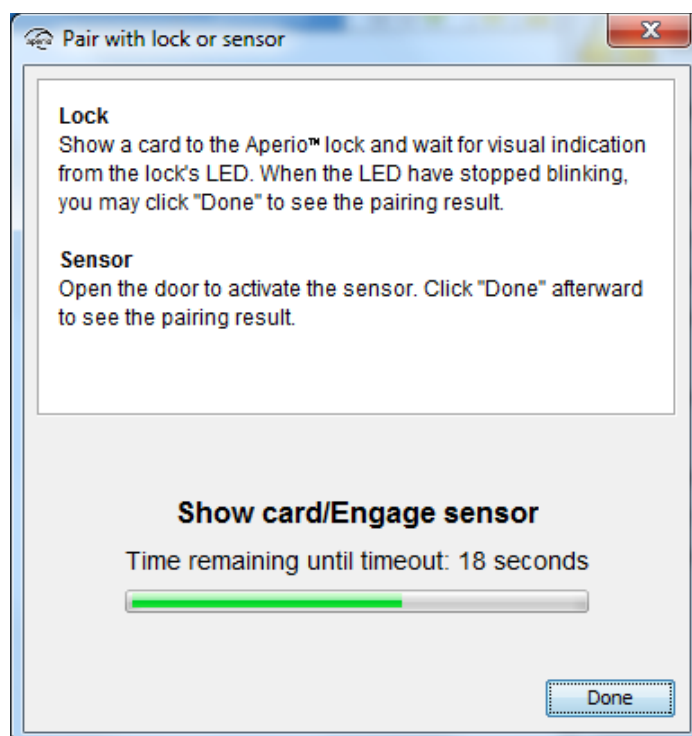 Pair with lock or sensor
Lock
Show a card to the Aperio™ lock and wait for visual indication
from the lock's LED. When the LED have stopped blinking,
you may click "Done" to see the pairing result.
Sensor
Open the door to activate the sensor. Click "Done" afterward
to see the pairing result.
Show card/Engage sensor
Time remaining until timeout: 18 seconds
Done